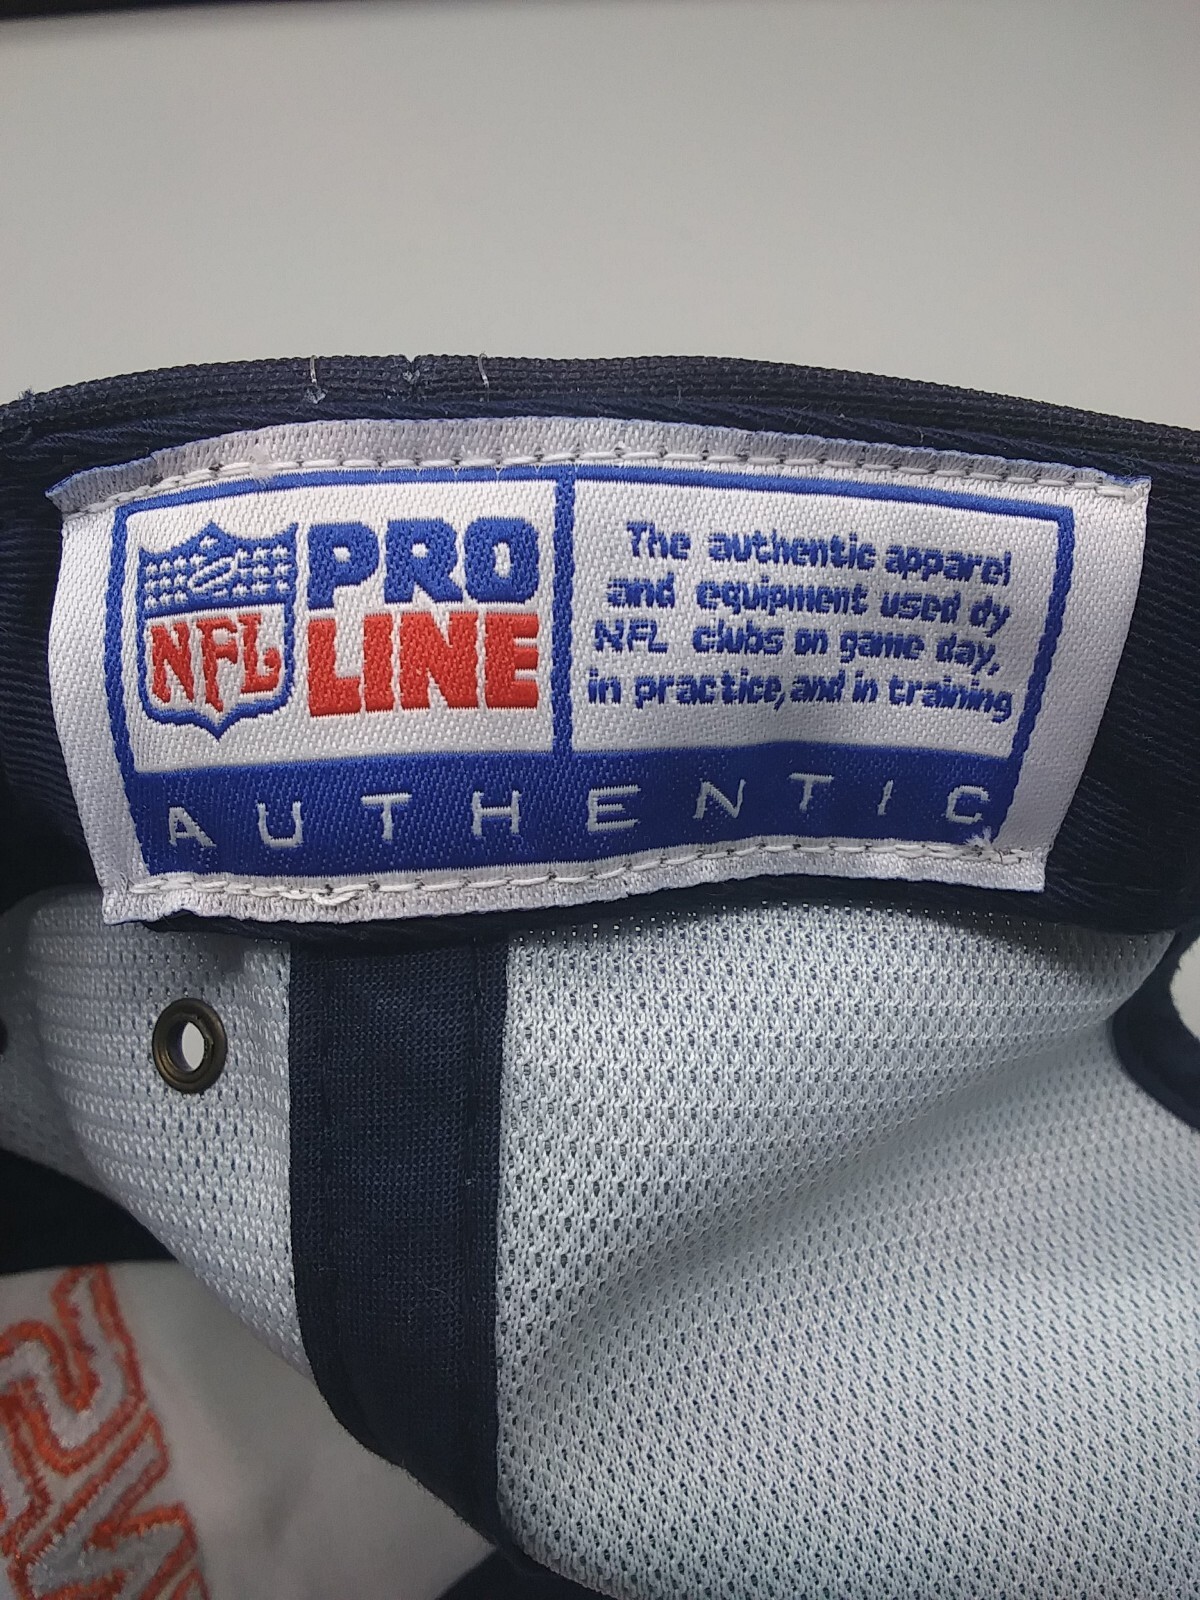 NFL
PRO
LINE
The authentic apparel
and equipment used dy
NFL clubs on game day,
in practice, and in training
AUTHENTIC